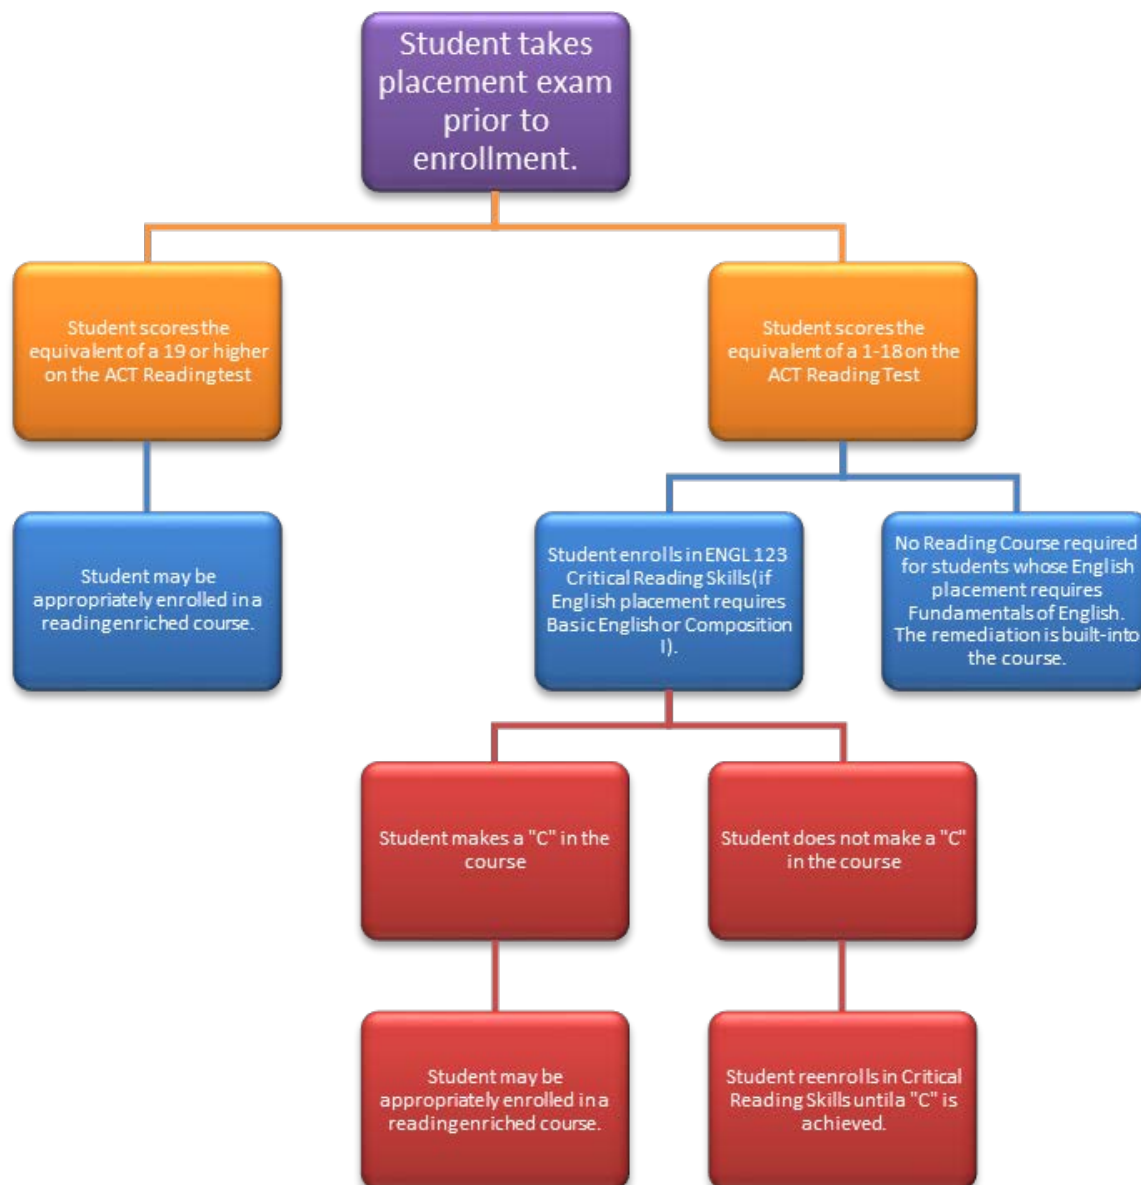 Student takes
placement exam
prior to
enrollment.
Student scores the
equivalent of a 19 or higher
on the ACT Reading test
Student scores the
equivalent of a 1-18 on the
ACT Reading Test
Student may be
appropriately enrolled in a
reading enriched course.
Student enrolls in ENGL 123
Critical Reading Skills (if
English placement requires
Basic English or Composition
I).
No Reading Course required
for students whose English
placement requires
Fundamentals of English.
The remediation is built-into
the course.
Student makes a "C" in the
course
Student does not make a "C"
in the course
Student may be
appropriately enrolled in a
reading enriched course.
Student reenrolls in Critical
Reading Skills until a "C" is
achieved.